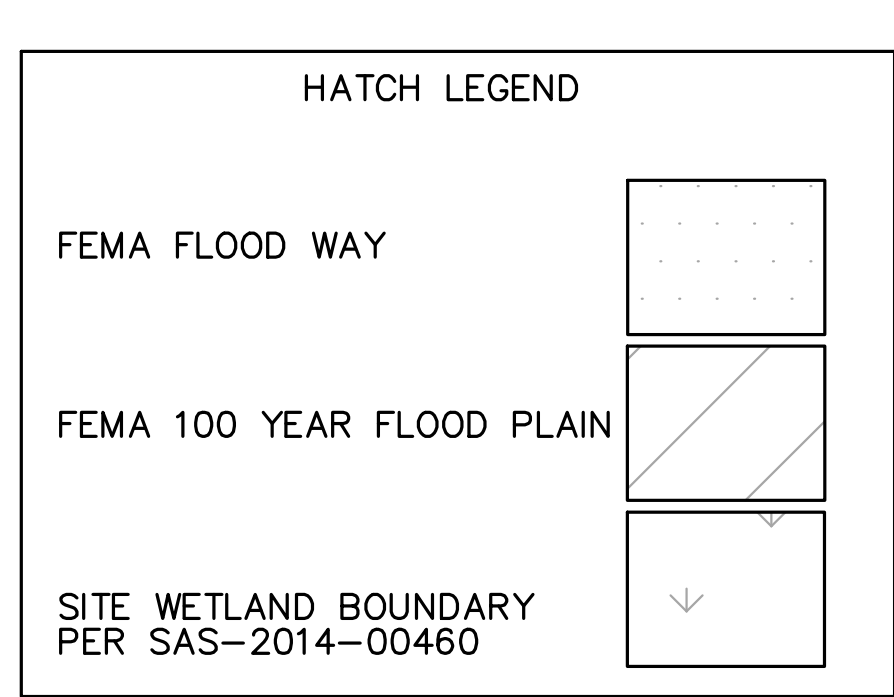 HATCH LEGEND
FEMA FLOOD WAY
FEMA 100 YEAR FLOOD PLAIN
SITE WETLAND BOUNDARY
PER SAS-2014-00460